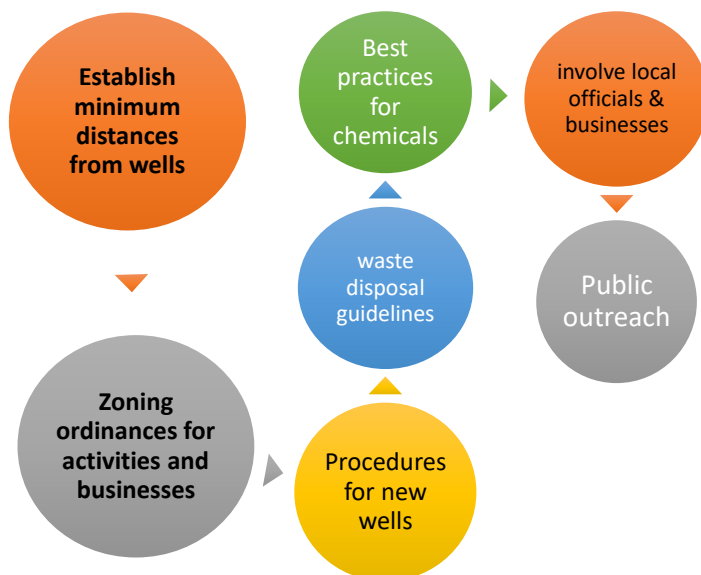 Establish
minimum
distances
from wells
Zoning
ordinances for
activities and
businesses
Procedures
for new
wells
waste
disposal
guidelines
Best
practices
for
chemicals
involve local
officials &
businesses
Public
outreach